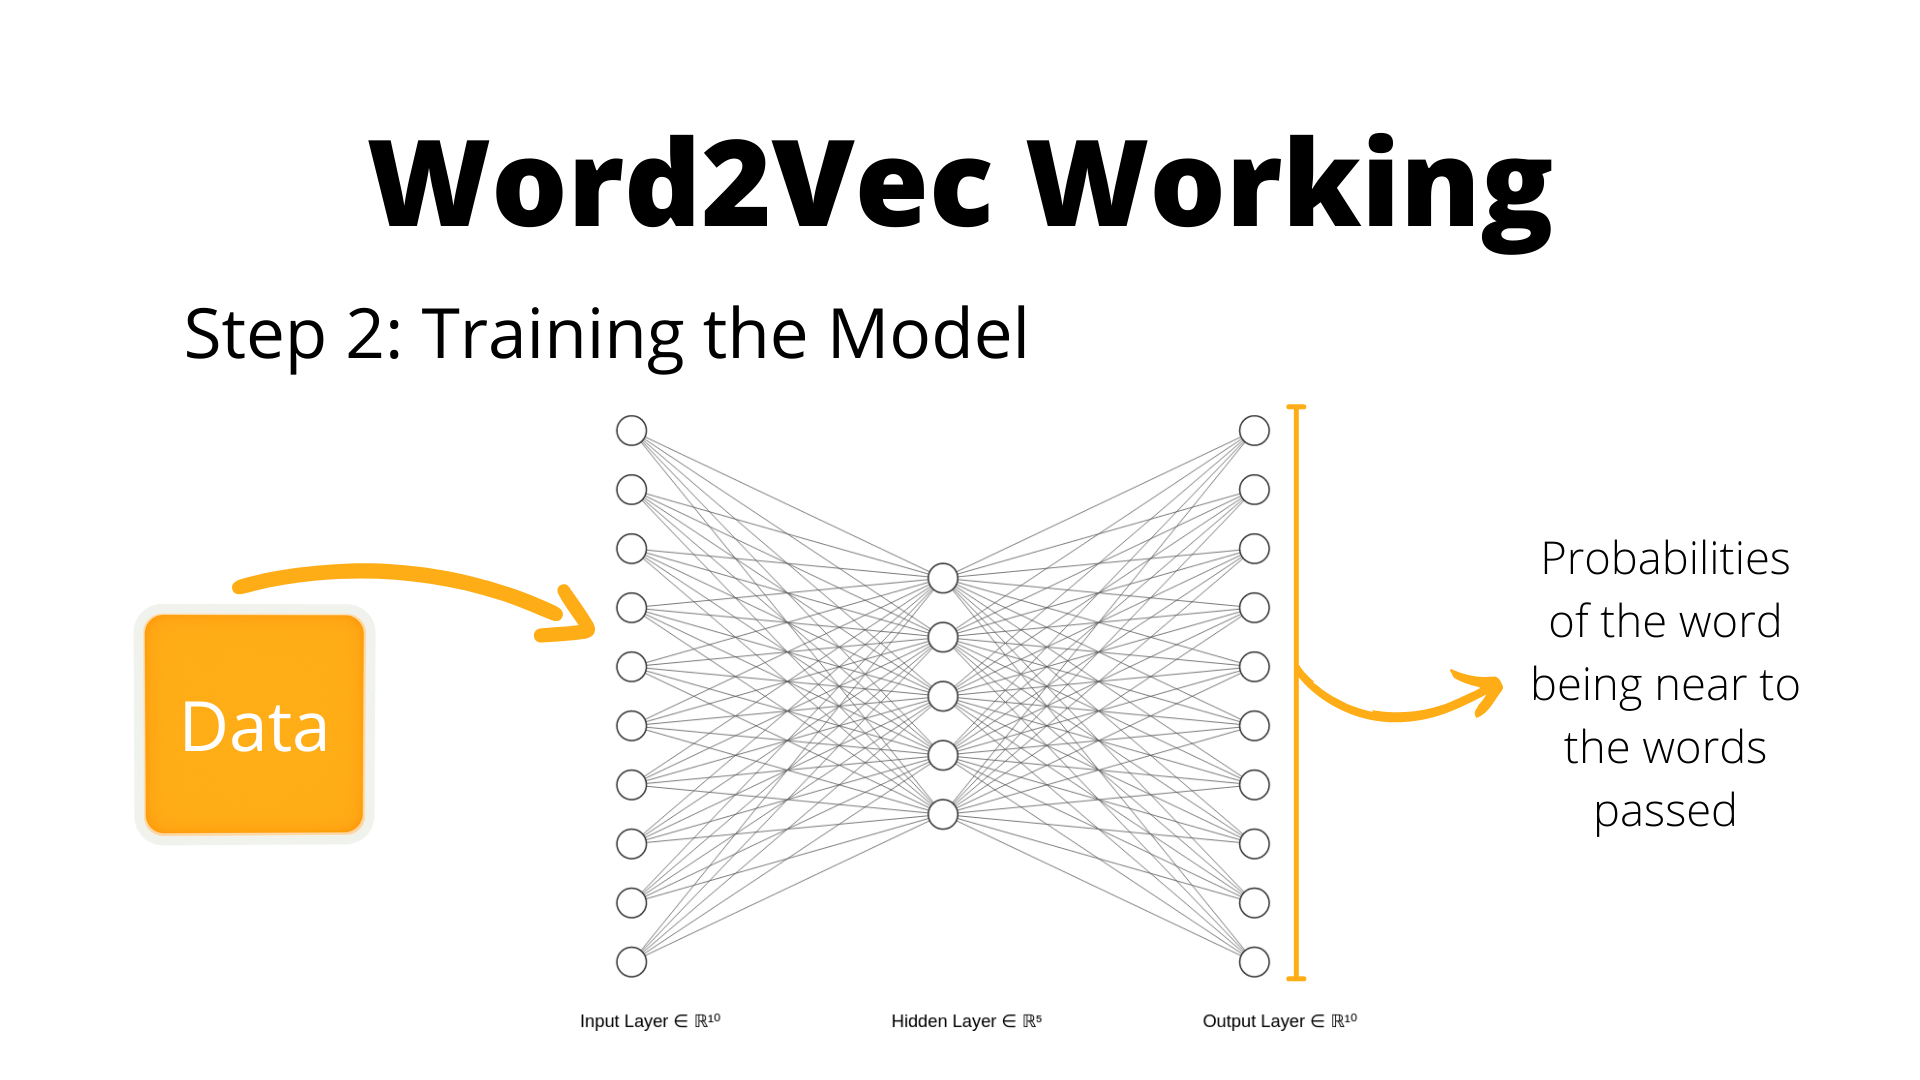 Word2Vec Working
Step 2: Training the Model
Data
Probabilities
of the word
being near to
the words
passed
Input Layer ∈ ℝ¹⁰
Hidden Layer ∈ ℝ⁵
Output Layer ∈ ℝ¹⁰